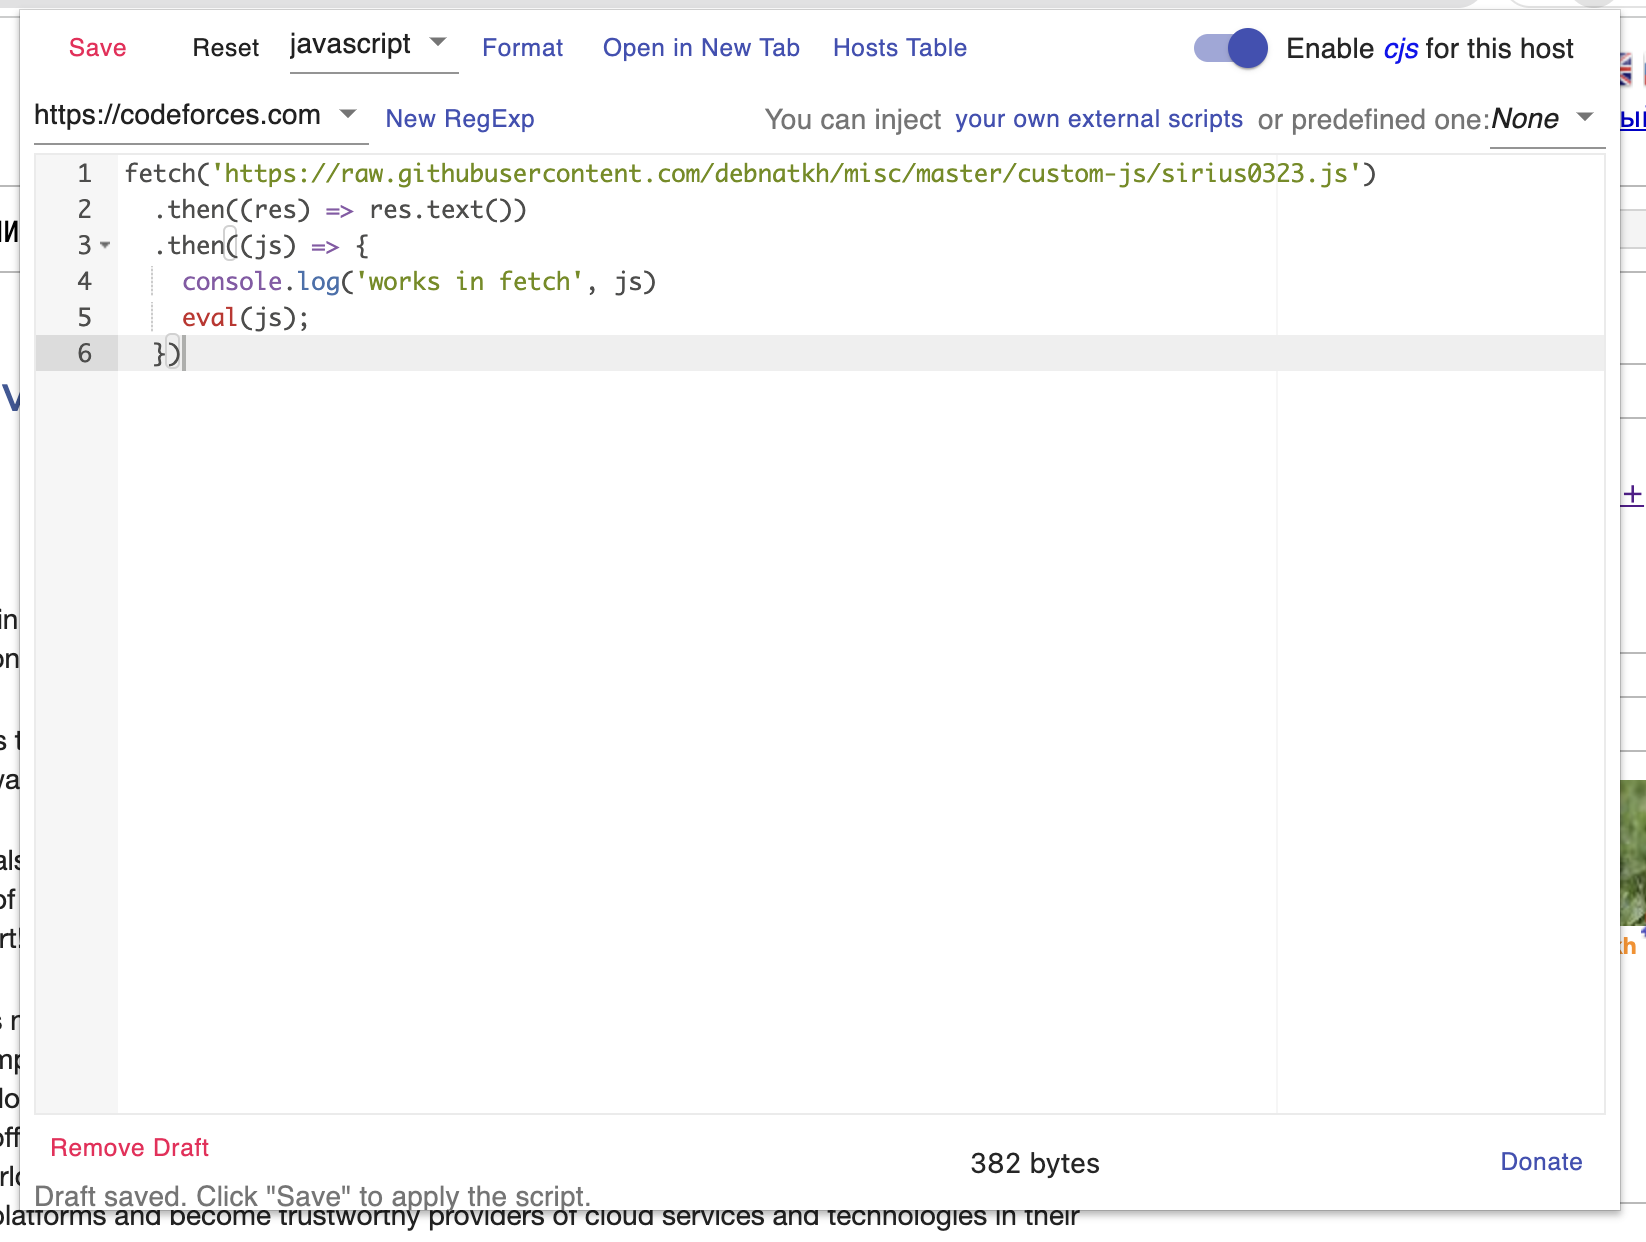 Save Reset javascript Format Open in New Tab Hosts Table Enable cjs for this host
https://codeforces.com New RegExp You can inject your own external scripts or predefined one: None
1 fetch('https://raw.githubusercontent.com/debnatkh/misc/master/custom-js/sirius0323.js')
2 .then((res) => res.text())
3 .then((js) => {
4 console.log('works in fetch', js)
5 eval(js);
6 })
Remove Draft 382 bytes Donate
Draft saved. Click "Save" to apply the script.
platforms and become trustworthy providers of cloud services and technologies in their